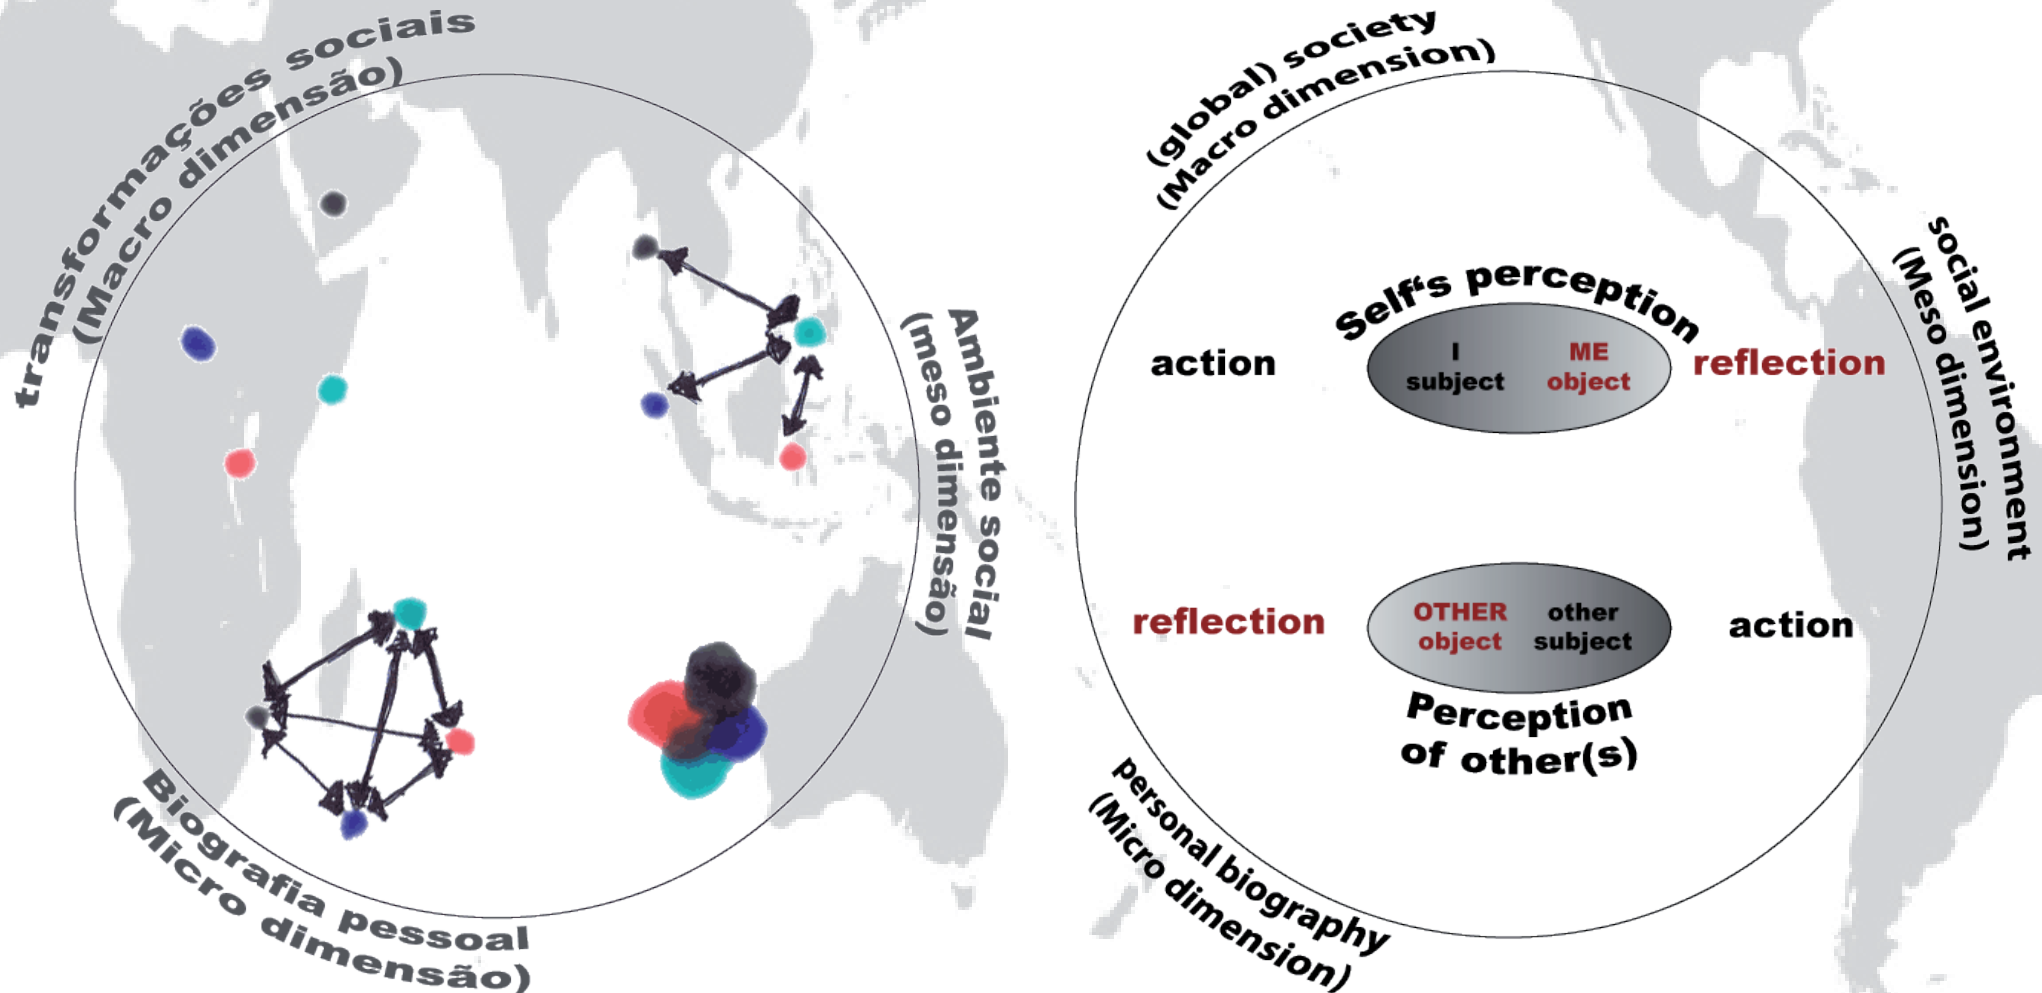 transformações sociais
(Macro dimensão)
Ambiente social
(meso dimensão)
Biografia pessoal
(Micro dimensão)
(global) society
(Macro dimension)
social environment
(Meso dimension)
Self‘s perception
action
I
subject
ME
object
reflection
reflection
OTHER
object
other
subject
action
Perception
of other(s)
personal biography
(Micro dimension)